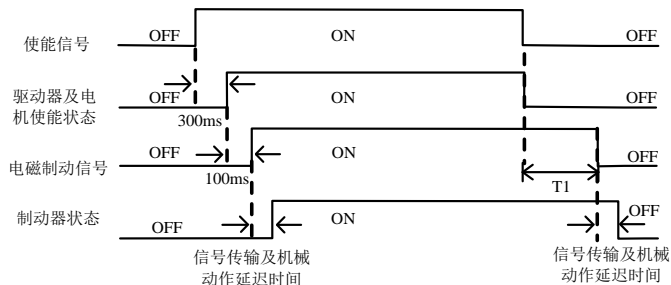 OFF
ON
OFF
使能信号
OFF
ON
OFF
驱动器及电
机使能状态
300ms
OFF
ON
OFF
电磁制动信号
100ms
T1
OFF
ON
OFF
制动器状态
信号传输及机械
动作延迟时间
信号传输及机械
动作延迟时间